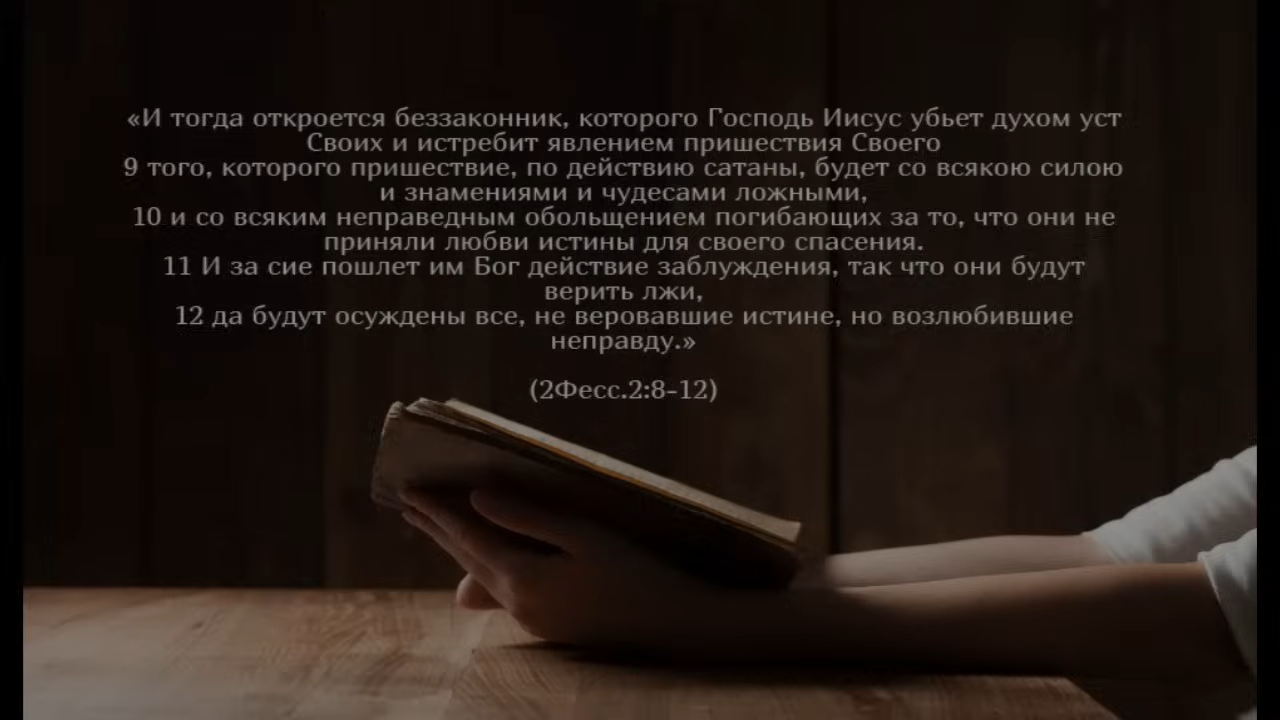 «И тогда откроется беззаконник, которого Господь Иисус убьет духом уст
Своих и истребит явлением пришествия Своего
9 того, которого пришествие, по действию сатаны, будет со всякою силою
и знамениями и чудесами ложными,
10 и со всяким неправедным обольщением погибающих за то, что они не
приняли любви истины для своего спасения.
11 И за сие пошлет им Бог действие заблуждения, так что они будут
верить лжи,
12 да будут осуждены все, не веровавшие истине, но возлюбившие
неправду.»
(2Фесс.2:8-12)